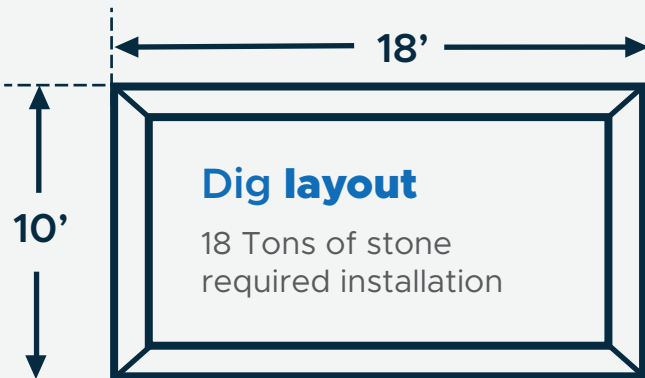 18’
10’
Dig layout
18 Tons of stone
required installation